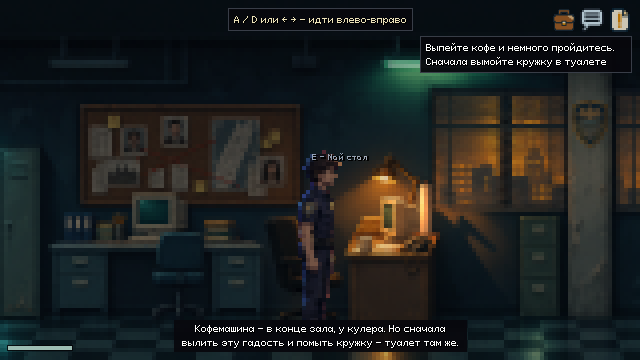 A / D или ← → – идти влево-вправо
Выпейте кофе и немного пройдитесь.
Сначала вымойте кружку в туалете
E – Мой стол
Кофемашина – в конце зала, у кулера. Но сначала
вылить эту гадость и помыть кружку – туалет там же.